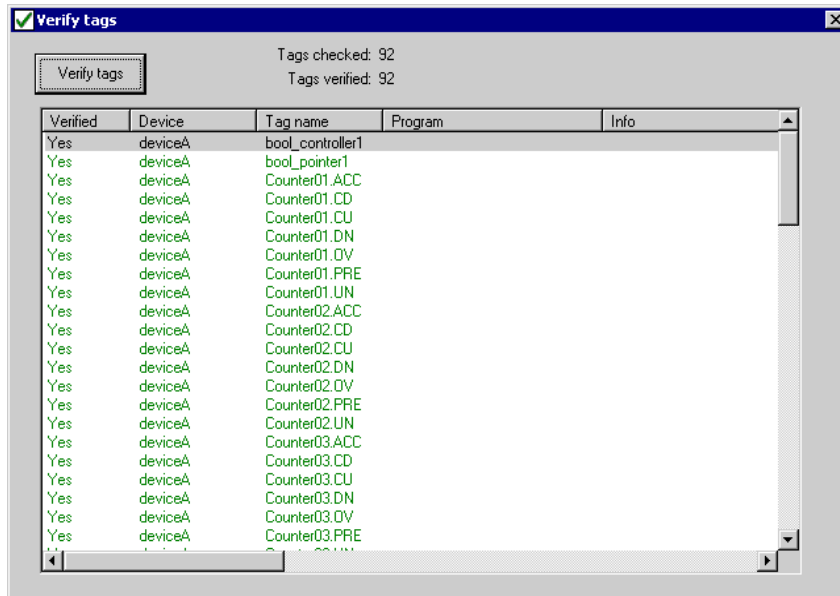 Verify tags
Verify tags
Tags checked: 92
Tags verified: 92
Verified Device Tag name Program Info
Yes deviceA bool_controller1
Yes deviceA bool_pointer1
Yes deviceA Counter01.ACC
Yes deviceA Counter01.CD
Yes deviceA Counter01.CU
Yes deviceA Counter01.DN
Yes deviceA Counter01.OV
Yes deviceA Counter01.PRE
Yes deviceA Counter01.UN
Yes deviceA Counter02.ACC
Yes deviceA Counter02.CD
Yes deviceA Counter02.CU
Yes deviceA Counter02.DN
Yes deviceA Counter02.OV
Yes deviceA Counter02.PRE
Yes deviceA Counter02.UN
Yes deviceA Counter03.ACC
Yes deviceA Counter03.CD
Yes deviceA Counter03.CU
Yes deviceA Counter03.DN
Yes deviceA Counter03.OV
Yes deviceA Counter03.PRE